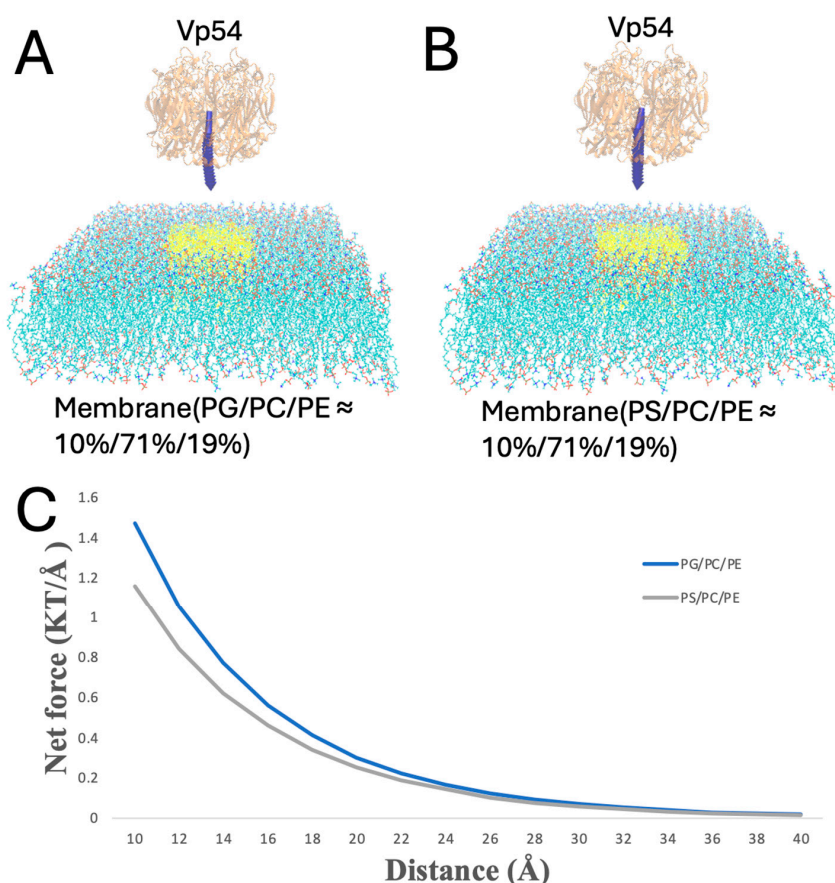 A
Vp54
B
Vp54
Membrane(PG/PC/PE ≈
10%/71%/19%)
Membrane(PS/PC/PE ≈
10%/71%/19%)
C
Net force (KT/Å )
1.6
1.4
1.2
1
0.8
0.6
0.4
0.2
0
PG/PC/PE
PS/PC/PE
10 12 14 16 18 20 22 24 26 28 30 32 34 36 38 40
Distance (Å)